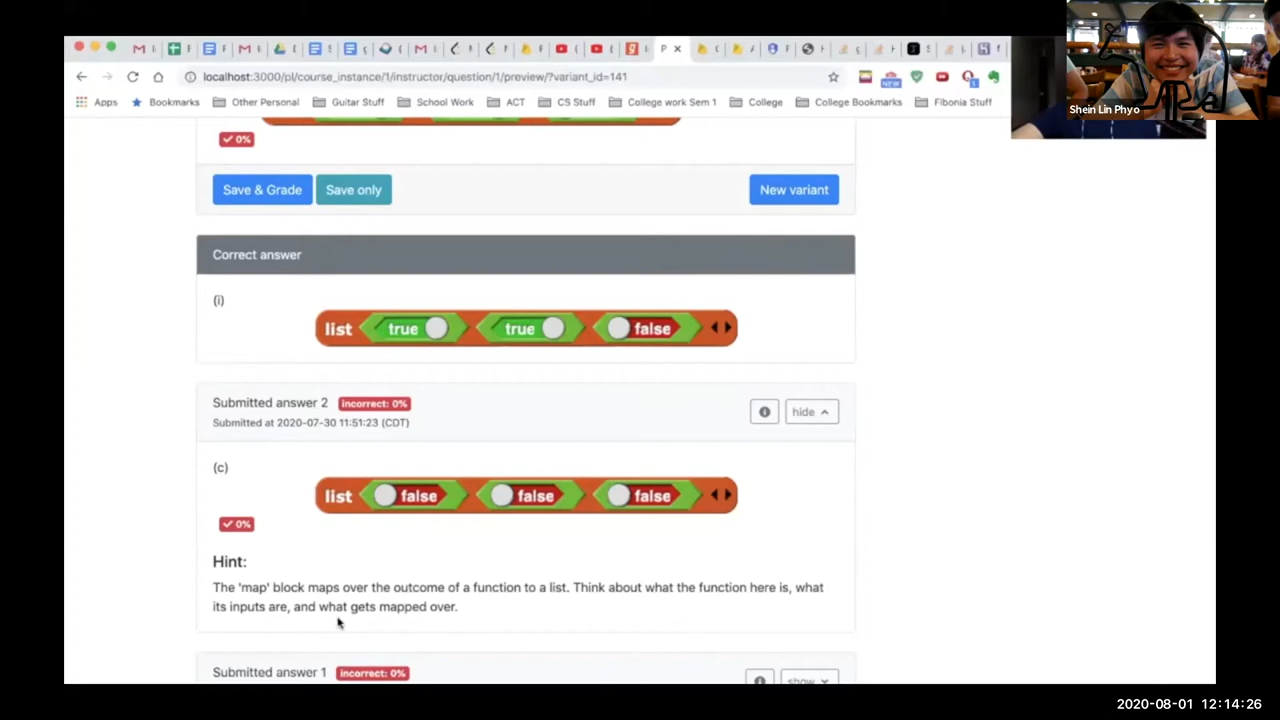 localhost:3000/pl/course_instance/1/instructor/question/1/preview/?variant_id=141
NEW
Apps Bookmarks Other Personal Guitar Stuff School Work ACT CS Stuff College work Sem 1 College College Bookmarks Fibonia Stuff
Shein Lin Phyo
0%
Save & Grade Save only New variant
Correct answer
(i)
list true true false
Submitted answer 2 incorrect: 0%
hide
Submitted at 2020-07-30 11:51:23 (CDT)
(c)
list false false false
0%
Hint:
The 'map' block maps over the outcome of a function to a list. Think about what the function here is, what
its inputs are, and what gets mapped over.
Submitted answer 1 incorrect: 0%
show
2020-08-01 12:14:26